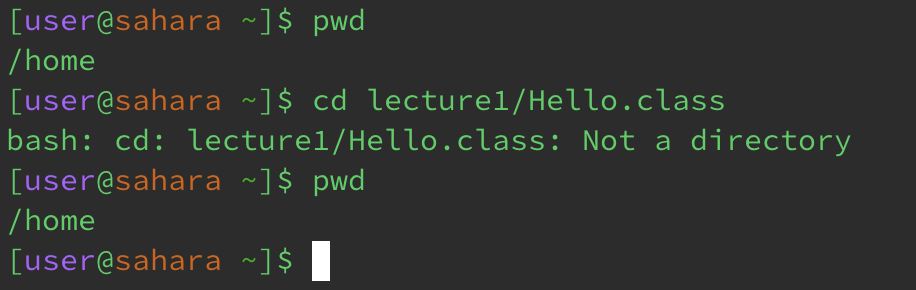 [user@sahara ~]$ pwd
/home
[user@sahara ~]$ cd lecture1/Hello.class
bash: cd: lecture1/Hello.class: Not a directory
[user@sahara ~]$ pwd
/home
[user@sahara ~]$